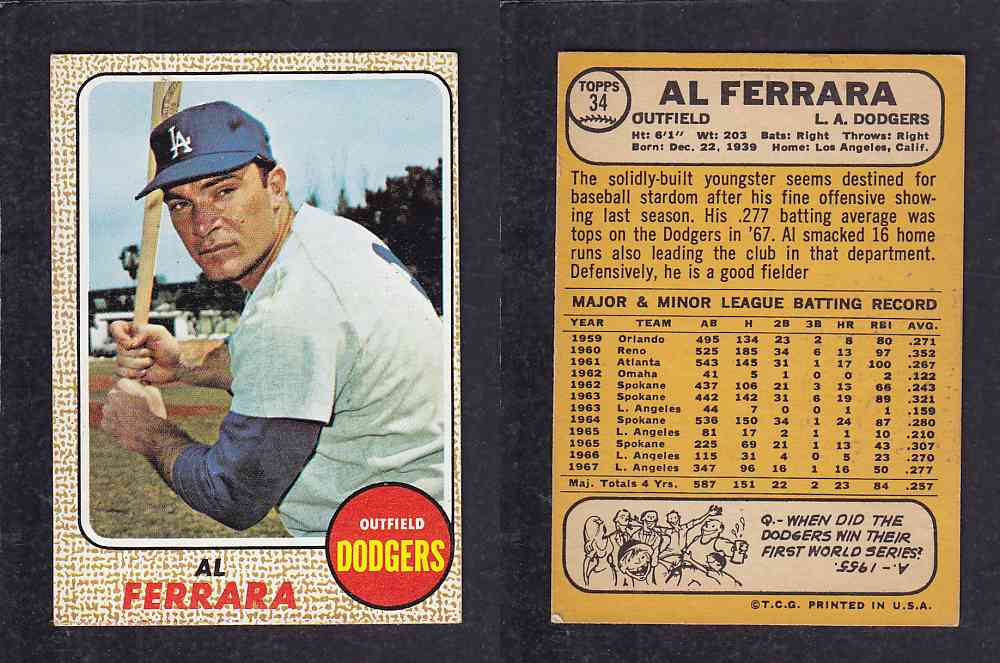 LA
OUTFIELD
DODGERS
AL
FERRARA
TOPPS
34
AL FERRARA
OUTFIELD L. A. DODGERS
Ht: 6'1" Wt: 203 Bats: Right Throws: Right
Born: Dec. 22, 1939 Home: Los Angeles, Calif.
The solidly-built youngster seems destined for
baseball stardom after his fine offensive show-
ing last season. His .277 batting average was
tops on the Dodgers in '67. Al smacked 16 home
runs also leading the club in that department.
Defensively, he is a good fielder
MAJOR & MINOR LEAGUE BATTING RECORD
YEAR TEAM AB H 2B 3B HR RBI AVG.
1959 Orlando 495 134 23 2 8 80 .271
1960 Reno 525 185 34 6 13 97 .352
1961 Atlanta 543 145 31 1 17 100 .267
1962 Omaha 41 5 1 0 0 2 .122
1962 Spokane 437 106 21 3 13 66 .243
1963 Spokane 442 142 31 6 19 89 .321
1963 L. Angeles 44 7 0 0 1 1 .159
1964 Spokane 536 150 34 1 24 87 .280
1965 L. Angeles 81 17 2 1 1 10 .210
1965 Spokane 225 69 21 1 13 43 .307
1966 L. Angeles 115 31 4 0 5 23 .270
1967 L. Angeles 347 96 16 1 16 50 .277
Maj. Totals 4 Yrs. 587 151 22 2 23 84 .257
Q.-WHEN DID THE
DODGERS WIN THEIR
FIRST WORLD SERIES?
A.-1955.
©T.C.G. PRINTED IN U.S.A.